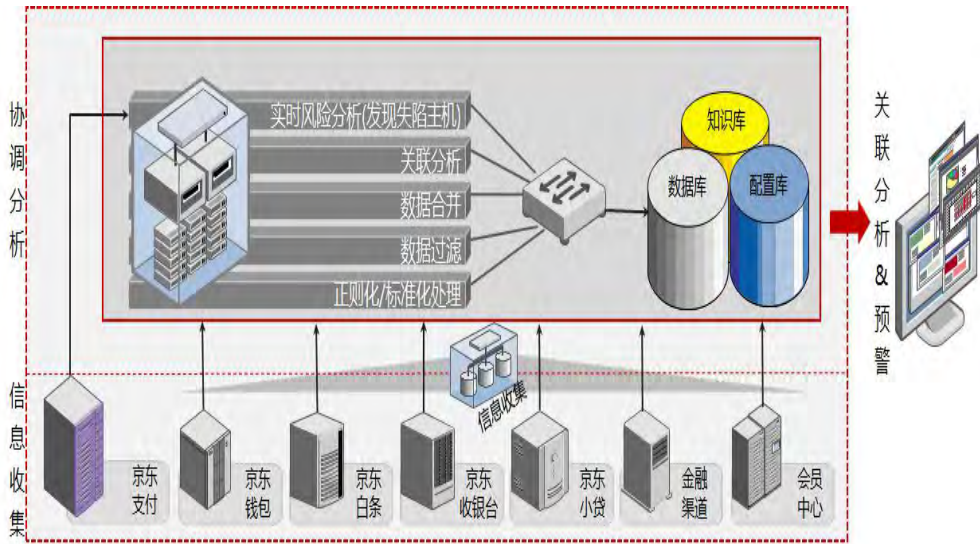 协调分析
实时风险分析(发现失陷主机)
关联分析
数据合并
数据过滤
正则化/标准化处理
知识库
数据库
配置库
关联分析&预警
信息收集
信息收集
京东
支付
京东
钱包
京东
白条
京东
收银台
京东
小贷
金融
渠道
会员
中心